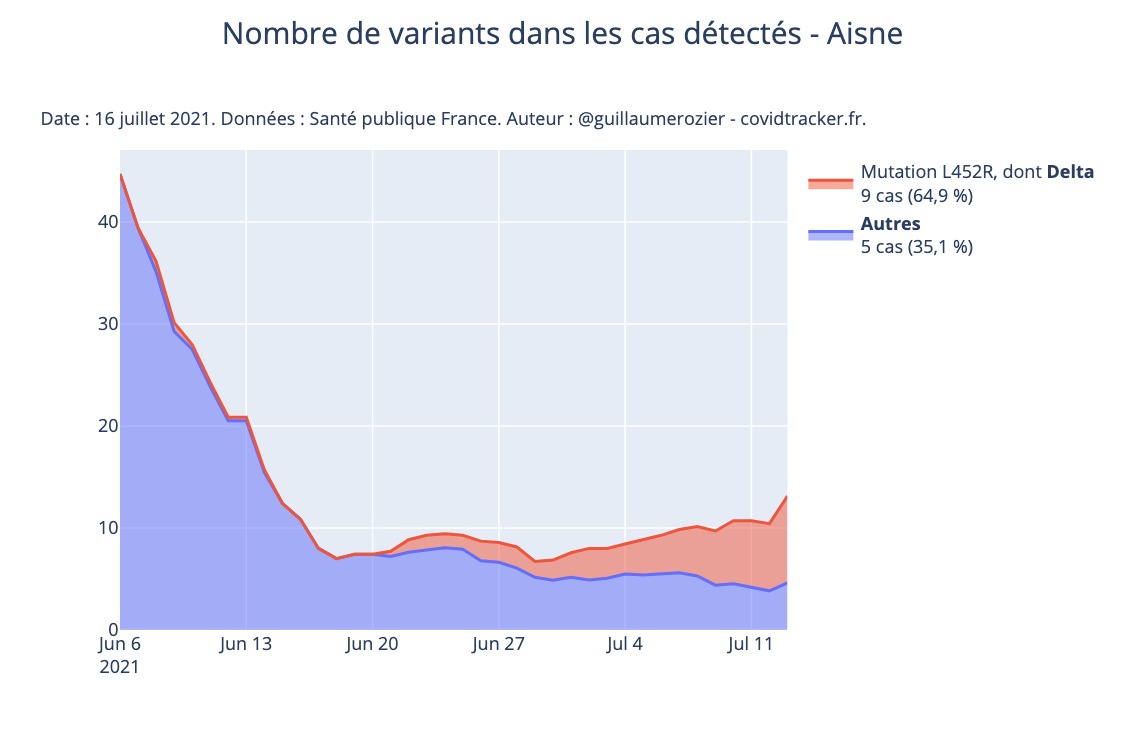 Nombre de variants dans les cas détectés - Aisne
Date : 16 juillet 2021. Données : Santé publique France. Auteur : @guillaumerozier - covidtracker.fr.
Mutation L452R, dont Delta
9 cas (64,9 %)
Autres
5 cas (35,1 %)
40
30
20
10
0
Jun 6
2021
Jun 13
Jun 20
Jun 27
Jul 4
Jul 11